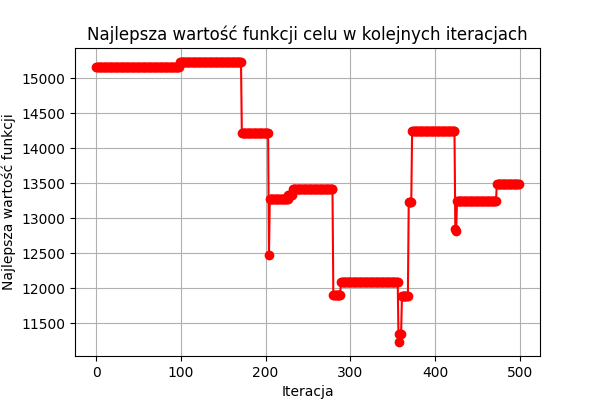 Najlepsza wartość funkcji celu w kolejnych iteracjach
Najlepsza wartość funkcji
15000
14500
14000
13500
13000
12500
12000
11500
0 100 200 300 400 500
Iteracja